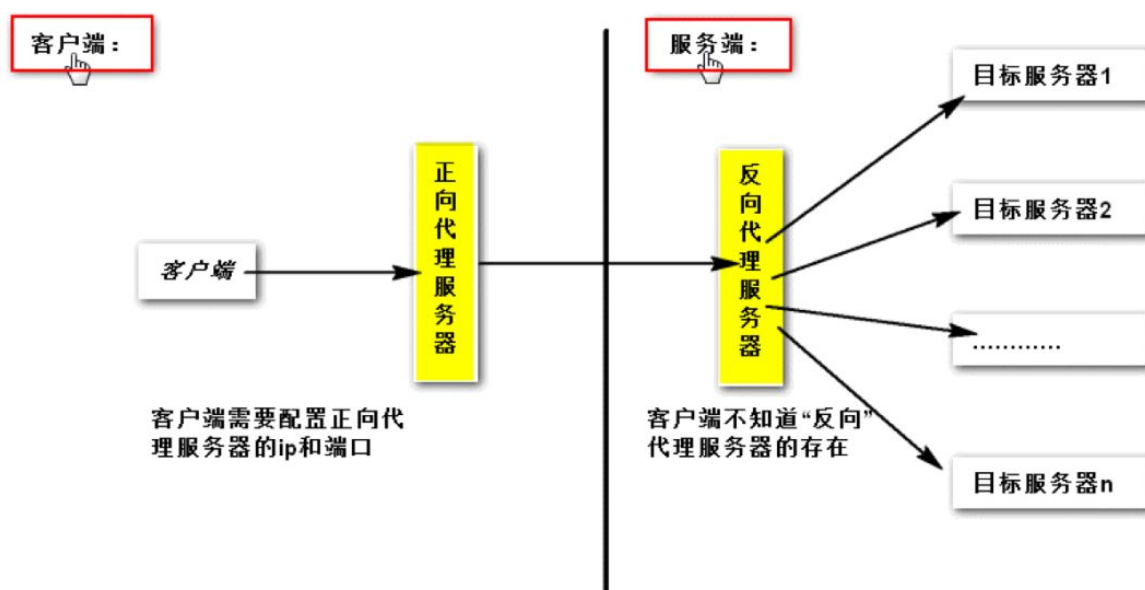 客户端：
服务端：
目标服务器1
正向代理服务器
反向代理服务器
目标服务器2
客户端
…………
客户端需要配置正向代
理服务器的ip和端口
客户端不知道“反向”
代理服务器的存在
目标服务器n